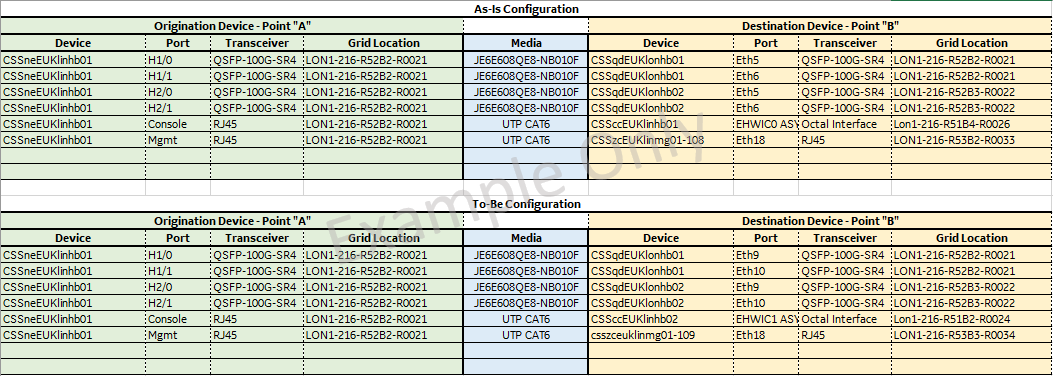 As-Is Configuration
Origination Device - Point "A" Destination Device - Point "B"
Device Port Transceiver Grid Location Media Device Port Transceiver Grid Location
CSSneEUKlinhb01 H1/0 QSFP-100G-SR4 LON1-216-R52B2-R0021 JE6E608QE8-NB010F CSSqdEUKlonhb01 Eth5 QSFP-100G-SR4 LON1-216-R52B2-R0021
CSSneEUKlinhb01 H1/1 QSFP-100G-SR4 LON1-216-R52B2-R0021 JE6E608QE8-NB010F CSSqdEUKlonhb01 Eth6 QSFP-100G-SR4 LON1-216-R52B2-R0021
CSSneEUKlinhb01 H2/0 QSFP-100G-SR4 LON1-216-R52B2-R0021 JE6E608QE8-NB010F CSSqdEUKlonhb02 Eth5 QSFP-100G-SR4 LON1-216-R52B3-R0022
CSSneEUKlinhb01 H2/1 QSFP-100G-SR4 LON1-216-R52B2-R0021 JE6E608QE8-NB010F CSSqdEUKlonhb02 Eth6 QSFP-100G-SR4 LON1-216-R52B3-R0022
CSSneEUKlinhb01 Console RJ45 LON1-216-R52B2-R0021 UTP CAT6 CSSccEUKlinhb01 EHWIC0 ASY Octal Interface Lon1-216-R51B4-R0026
CSSneEUKlinhb01 Mgmt RJ45 LON1-216-R52B2-R0021 UTP CAT6 CSSzcEUKlinmg01-108 Eth18 RJ45 LON1-216-R53B2-R0033
Example Only
To-Be Configuration
Origination Device - Point "A" Destination Device - Point "B"
Device Port Transceiver Grid Location Media Device Port Transceiver Grid Location
CSSneEUKlinhb01 H1/0 QSFP-100G-SR4 LON1-216-R52B2-R0021 JE6E608QE8-NB010F CSSqdEUKlonhb01 Eth9 QSFP-100G-SR4 LON1-216-R52B2-R0021
CSSneEUKlinhb01 H1/1 QSFP-100G-SR4 LON1-216-R52B2-R0021 JE6E608QE8-NB010F CSSqdEUKlonhb01 Eth10 QSFP-100G-SR4 LON1-216-R52B2-R0021
CSSneEUKlinhb01 H2/0 QSFP-100G-SR4 LON1-216-R52B2-R0021 JE6E608QE8-NB010F CSSqdEUKlonhb02 Eth9 QSFP-100G-SR4 LON1-216-R52B3-R0022
CSSneEUKlinhb01 H2/1 QSFP-100G-SR4 LON1-216-R52B2-R0021 JE6E608QE8-NB010F CSSqdEUKlonhb02 Eth10 QSFP-100G-SR4 LON1-216-R52B3-R0022
CSSneEUKlinhb01 Console RJ45 LON1-216-R52B2-R0021 UTP CAT6 CSSccEUKlinhb02 EHWIC1 ASY Octal Interface Lon1-216-R51B2-R0024
CSSneEUKlinhb01 Mgmt RJ45 LON1-216-R52B2-R0021 UTP CAT6 csszceuklinmg01-109 Eth18 RJ45 LON1-216-R53B3-R0034